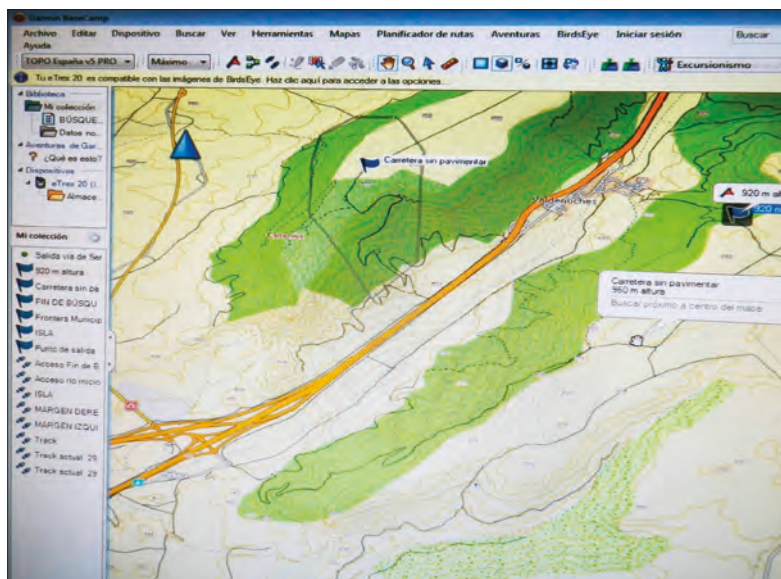 Garmin BaseCamp
Archivo Editar Dispositivo Buscar Ver Herramientas Mapas Planificador de rutas Aventuras BirdsEye Iniciar sesión Buscar
Ayuda
TOPO España v5 PRO Máximo Excursionismo
Tu eTrex 20 es compatible con las imágenes de BirdsEye. Haz clic aquí para acceder a las opciones...
Biblioteca
Mi colección
BÚSQUE...
Datos no...
Aventuras de Gar...
? ¿Qué es esto?
Dispositivos
eTrex 20 (I...
Almace...
Mi colección
Salida vía de Ser
920 m altura
Carretera sin pa
FIN DE BÚSQU
Frontera Municip
ISLA
Punto de salida
Acceso Fin de B
Acceso río inicio
ISLA
MARGEN DERE
MARGEN IZQUI
Track
Track actual 29
Track actual 29
Carretera sin pavimentar
Valdenoches
920 m al
920 m
Carretera sin pavimentar
960 m altura
Buscar próximo a centro del mapa